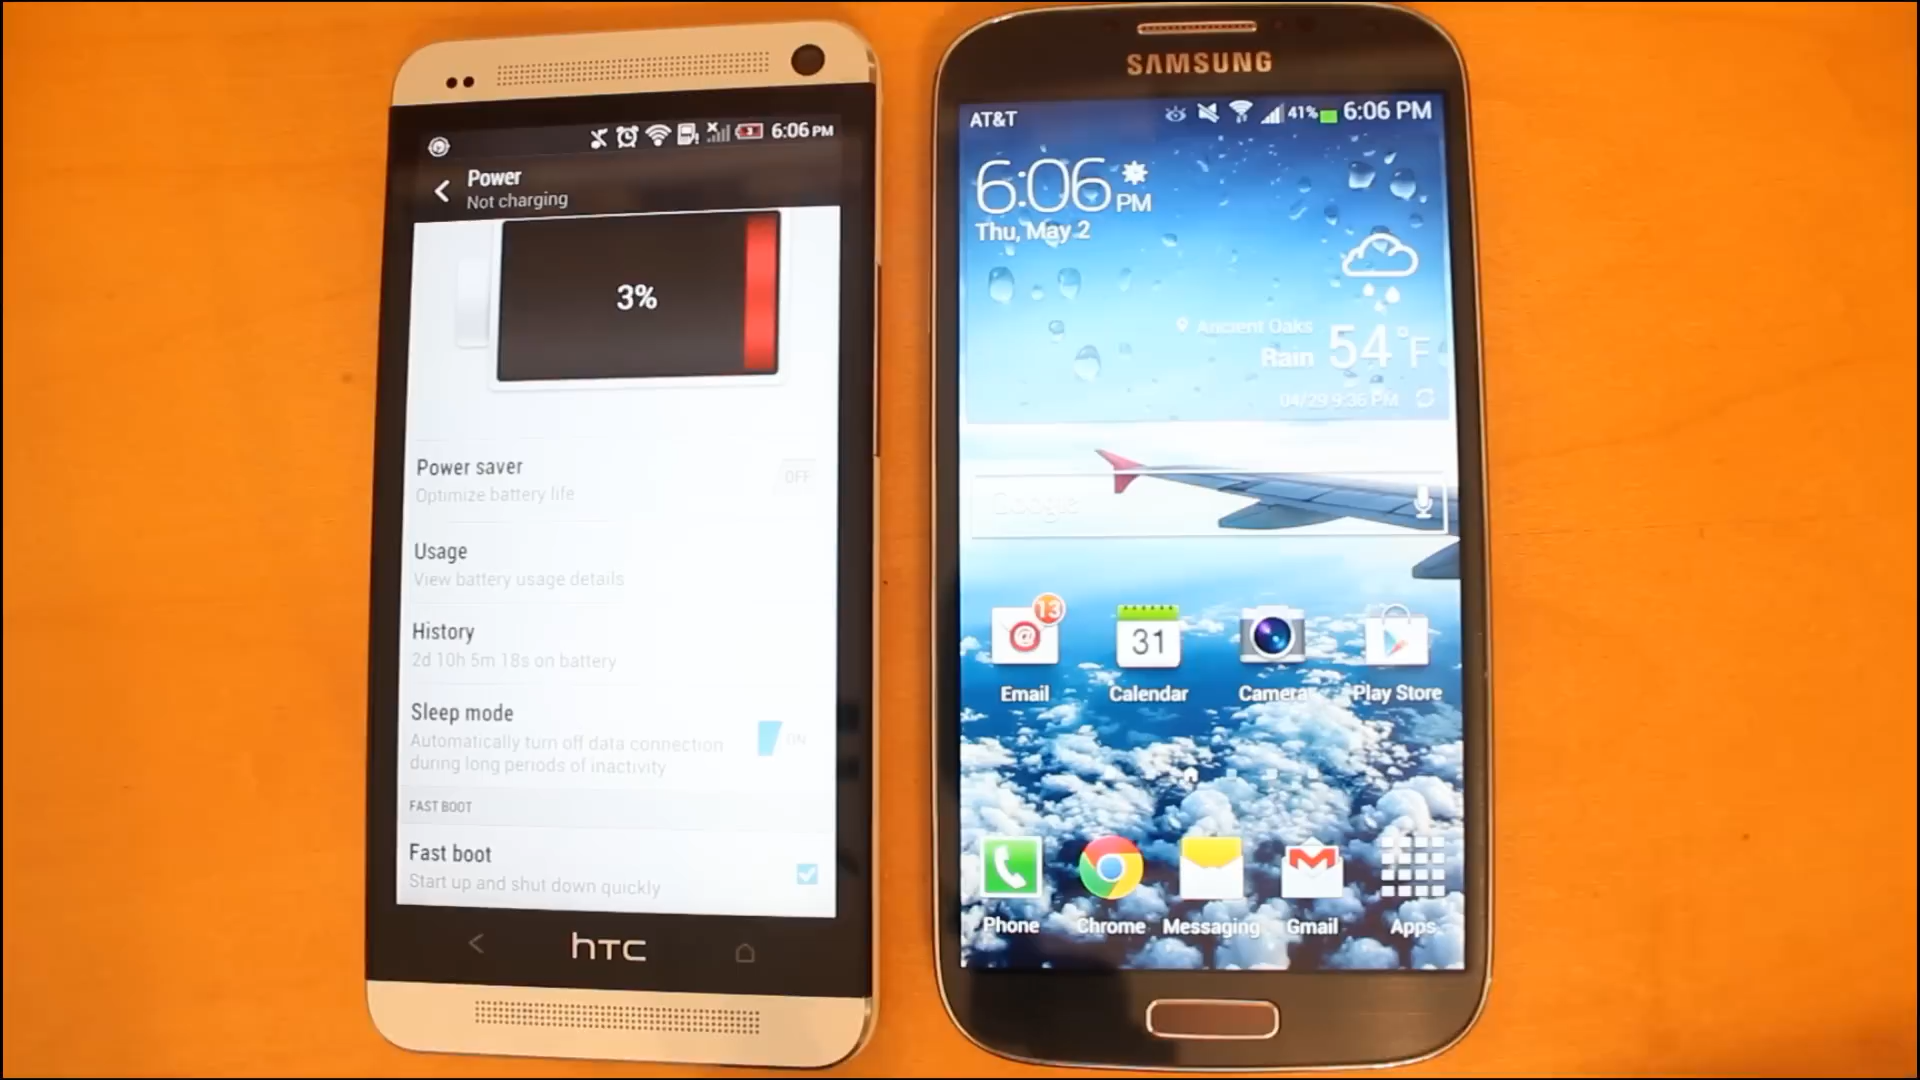 3
6:06 PM
Power
Not charging
3%
Power saver
Optimize battery life
OFF
Usage
View battery usage details
History
2d 10h 5m 18s on battery
Sleep mode
Automatically turn off data connection
during long periods of inactivity
ON
FAST BOOT
Fast boot
Start up and shut down quickly
hTC
SAMSUNG
AT&T
41%
6:06 PM
6:06 PM
Thu, May 2
Ancient Oaks
Rain 54°F
04/29 9:36 PM
Google
13
@
31
Email
Calendar
Camera
Play Store
Phone
Chrome
Messaging
Gmail
Apps